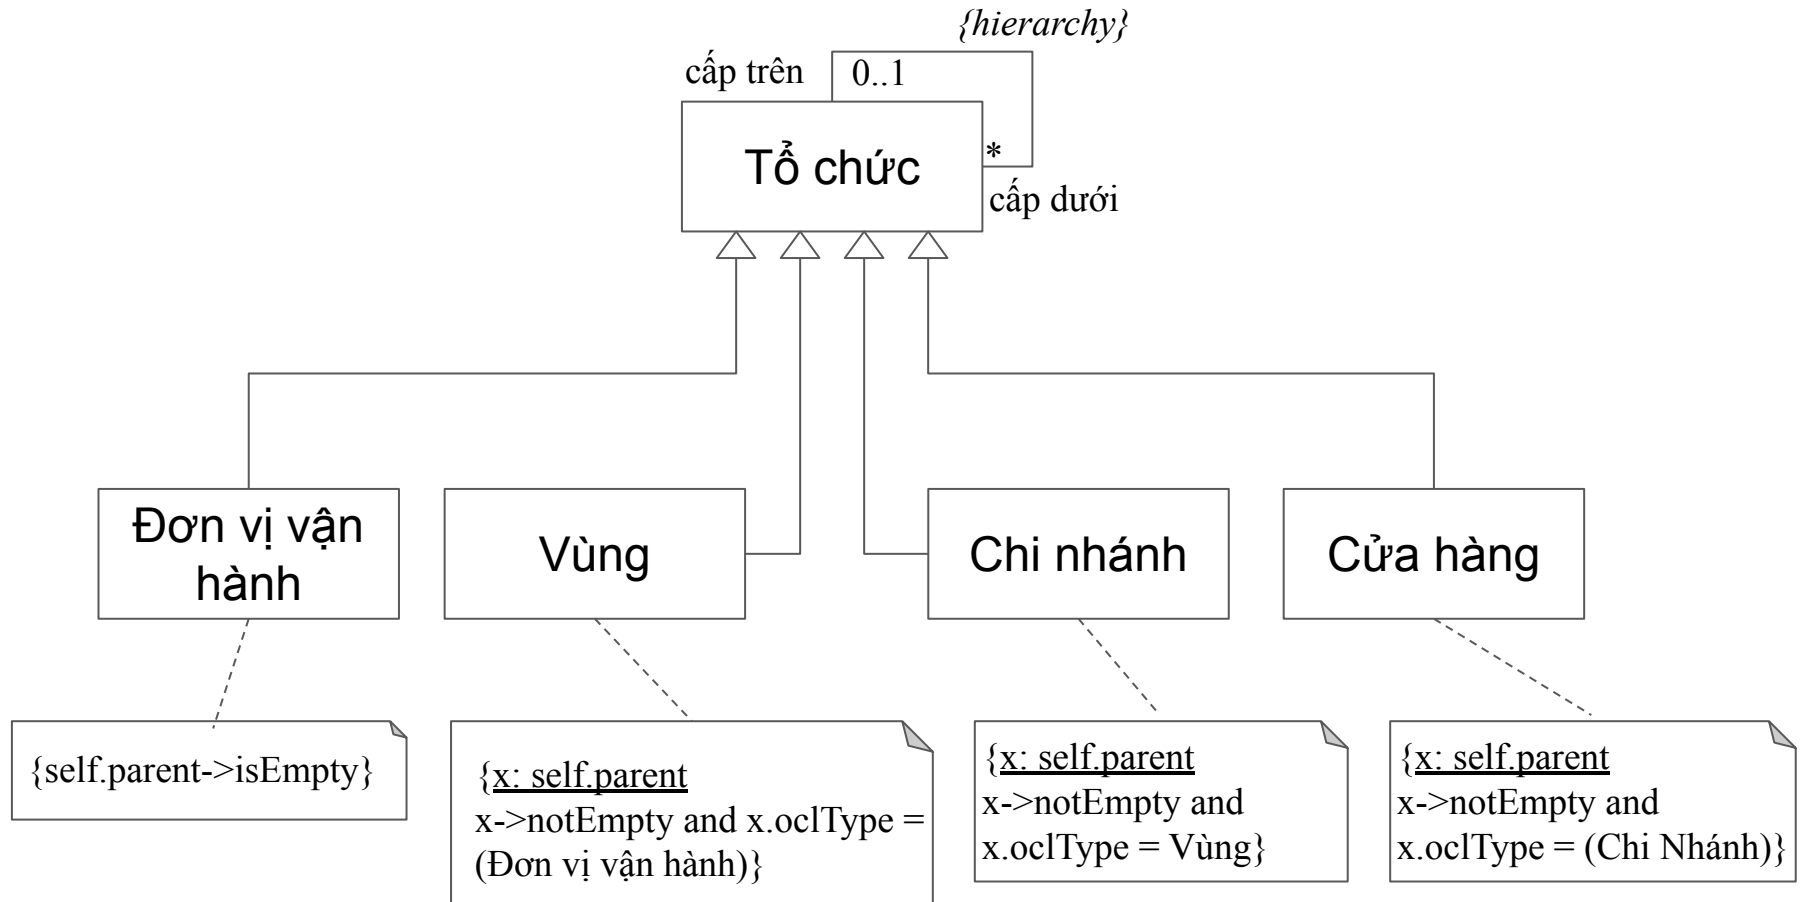 {hierarchy}
cấp trên
0..1
Tổ chức
*
cấp dưới
Đơn vị vận
hành
Vùng
Chi nhánh
Cửa hàng
{self.parent->isEmpty}
{x: self.parent
x->notEmpty and x.oclType =
(Đơn vị vận hành)}
{x: self.parent
x->notEmpty and
x.oclType = Vùng}
{x: self.parent
x->notEmpty and
x.oclType = (Chi Nhánh)}